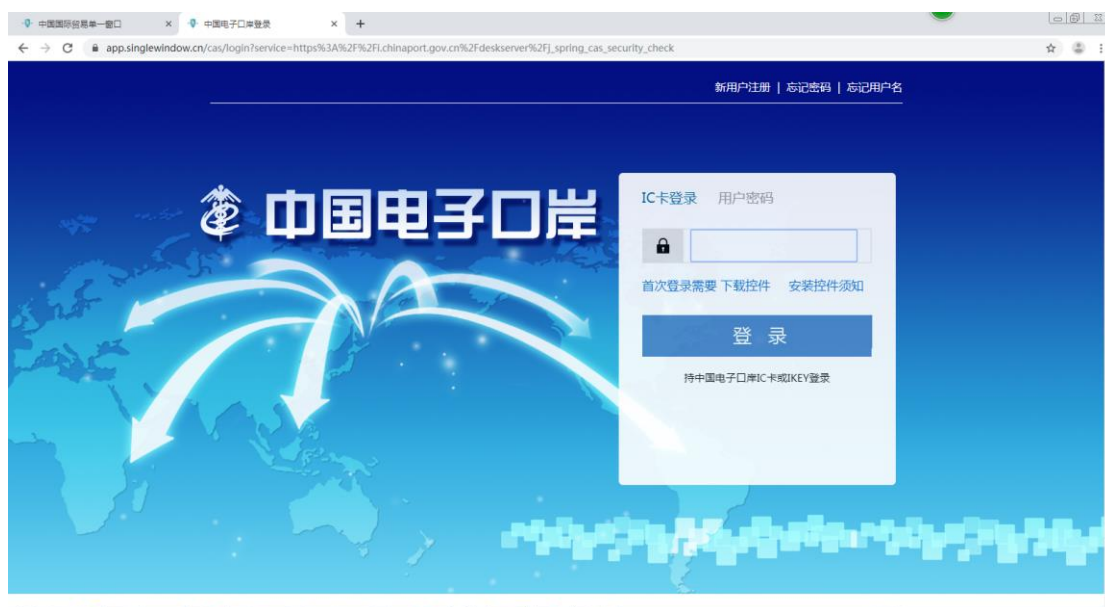 中国国际贸易单一窗口
中国电子口岸登录
app.singlewindow.cn/cas/login?service=https%3A%2F%2Fl.chinaport.gov.cn%2Fdeskserver%2Fj_spring_cas_security_check
新用户注册 | 忘记密码 | 忘记用户名
中国电子口岸
IC卡登录 用户密码
首次登录需要 下载控件 安装控件须知
登 录
持中国电子口岸IC卡或IKEY登录